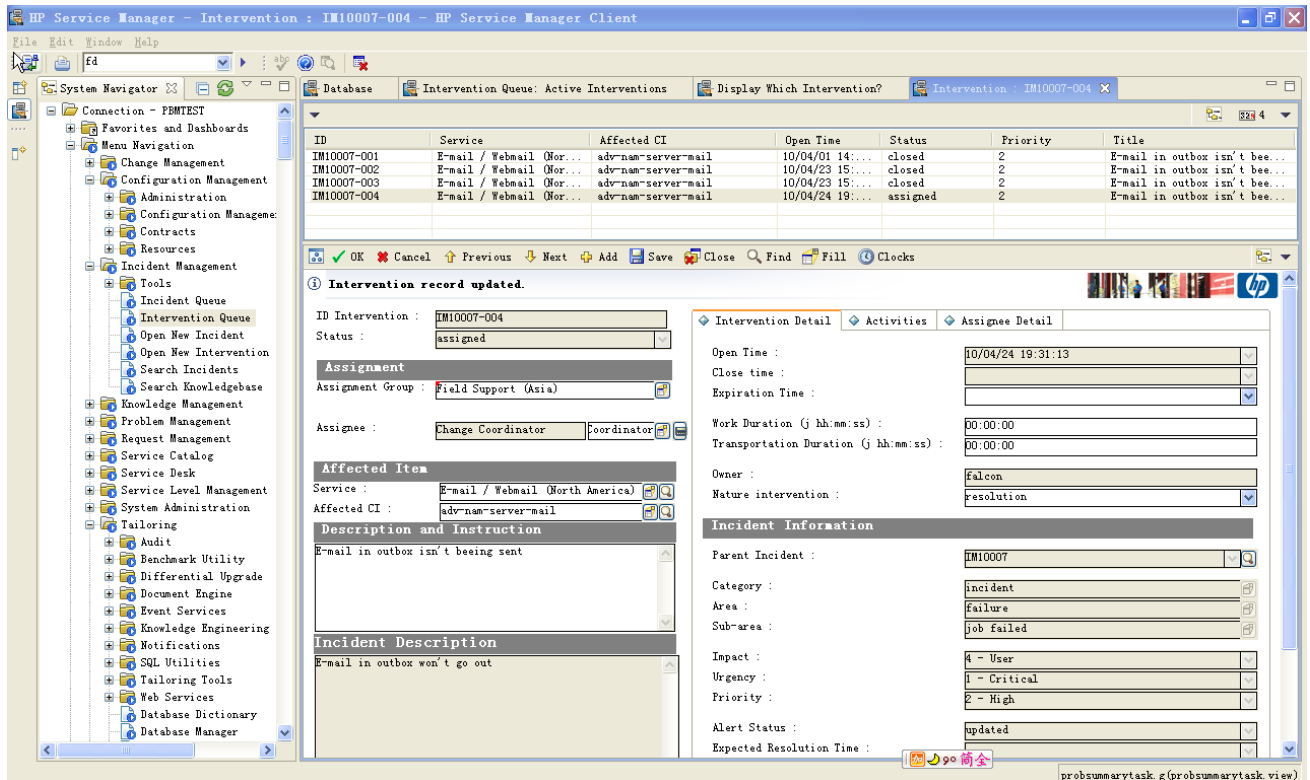 HP Service Manager - Intervention : IM10007-004 - HP Service Manager Client
File Edit Window Help
fd
System Navigator
Connection - PBMTEST
Favorites and Dashboards
Menu Navigation
Change Management
Configuration Management
Administration
Configuration Manageme
Contracts
Resources
Incident Management
Tools
Incident Queue
Intervention Queue
Open New Incident
Open New Intervention
Search Incidents
Search Knowledgebase
Knowledge Management
Problem Management
Request Management
Service Catalog
Service Desk
Service Level Management
System Administration
Tailoring
Audit
Benchmark Utility
Differential Upgrade
Document Engine
Event Services
Knowledge Engineering
Notifications
SQL Utilities
Tailoring Tools
Web Services
Database Dictionary
Database Manager
Database Intervention Queue: Active Interventions Display Which Intervention? Intervention : IM10007-004
4
ID Service Affected CI Open Time Status Priority Title
IM10007-001 E-mail / Webmail (Nor... adv-nam-server-mail 10/04/01 14:... closed 2 E-mail in outbox isn't bee...
IM10007-002 E-mail / Webmail (Nor... adv-nam-server-mail 10/04/23 15:... closed 2 E-mail in outbox isn't bee...
IM10007-003 E-mail / Webmail (Nor... adv-nam-server-mail 10/04/23 15:... closed 2 E-mail in outbox isn't bee...
IM10007-004 E-mail / Webmail (Nor... adv-nam-server-mail 10/04/24 19:... assigned 2 E-mail in outbox isn't bee...
OK Cancel Previous Next Add Save Close Find Fill Clocks
Intervention record updated.
hp
ID Intervention : IM10007-004
Status : assigned
Assignment
Assignment Group : Field Support (Asia)
Assignee : Change Coordinator Coordinator
Affected Item
Service : E-mail / Webmail (North America)
Affected CI : adv-nam-server-mail
Description and Instruction
E-mail in outbox isn't beeing sent
Incident Description
E-mail in outbox won't go out
Intervention Detail Activities Assignee Detail
Open Time : 10/04/24 19:31:13
Close time :
Expiration Time :
Work Duration (j hh:mm:ss) : 00:00:00
Transportation Duration (j hh:mm:ss) : 00:00:00
Owner : falcon
Nature intervention : resolution
Incident Information
Parent Incident : IM10007
Category : incident
Area : failure
Sub-area : job failed
Impact : 4 - User
Urgency : 1 - Critical
Priority : 2 - High
Alert Status : updated
Expected Resolution Time :
简全
probsummarytask.g(probsummarytask.view)